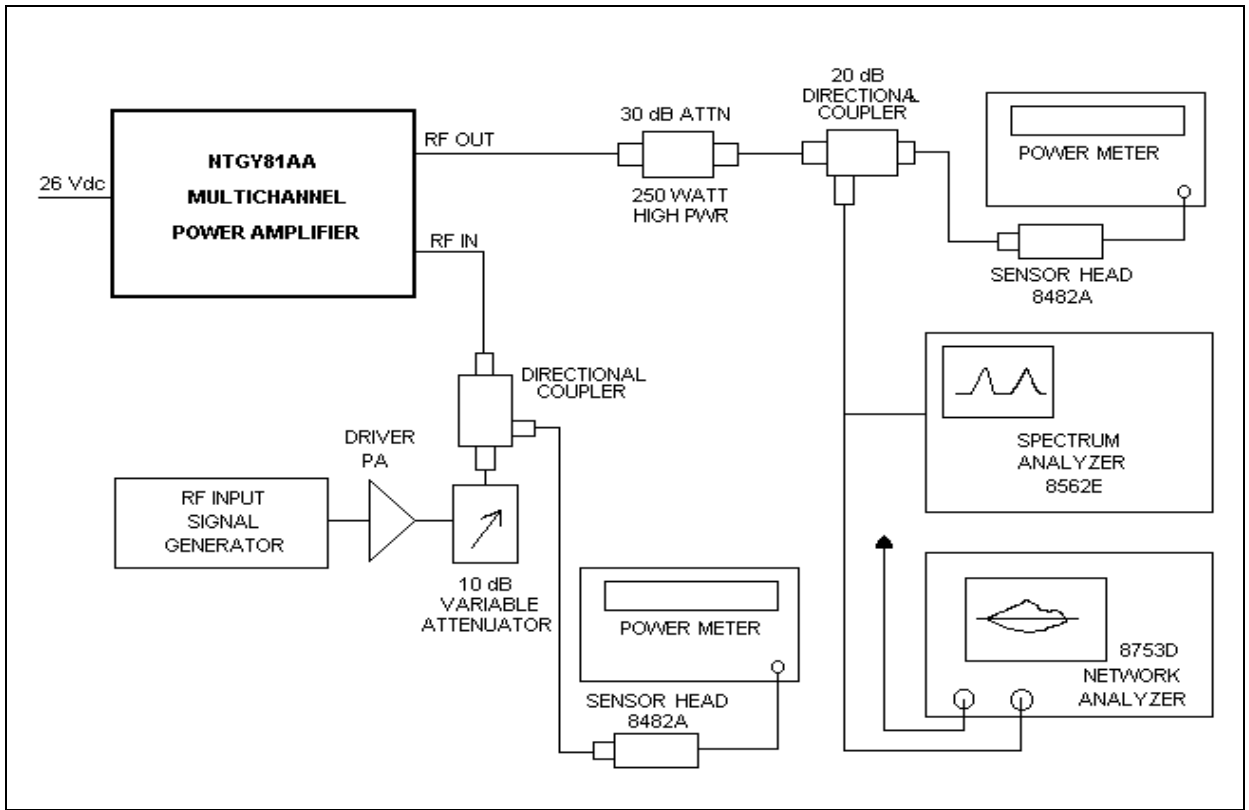 26 Vdc
NTGY81AA
MULTICHANNEL
POWER AMPLIFIER
RF OUT
RF IN
30 dB ATTN
250 WATT
HIGH PWR
20 dB
DIRECTIONAL
COUPLER
POWER METER
SENSOR HEAD
8482A
DIRECTIONAL
COUPLER
SPECTRUM
ANALYZER
8562E
DRIVER
PA
RF INPUT
SIGNAL
GENERATOR
10 dB
VARIABLE
ATTENUATOR
POWER METER
SENSOR HEAD
8482A
8753D
NETWORK
ANALYZER